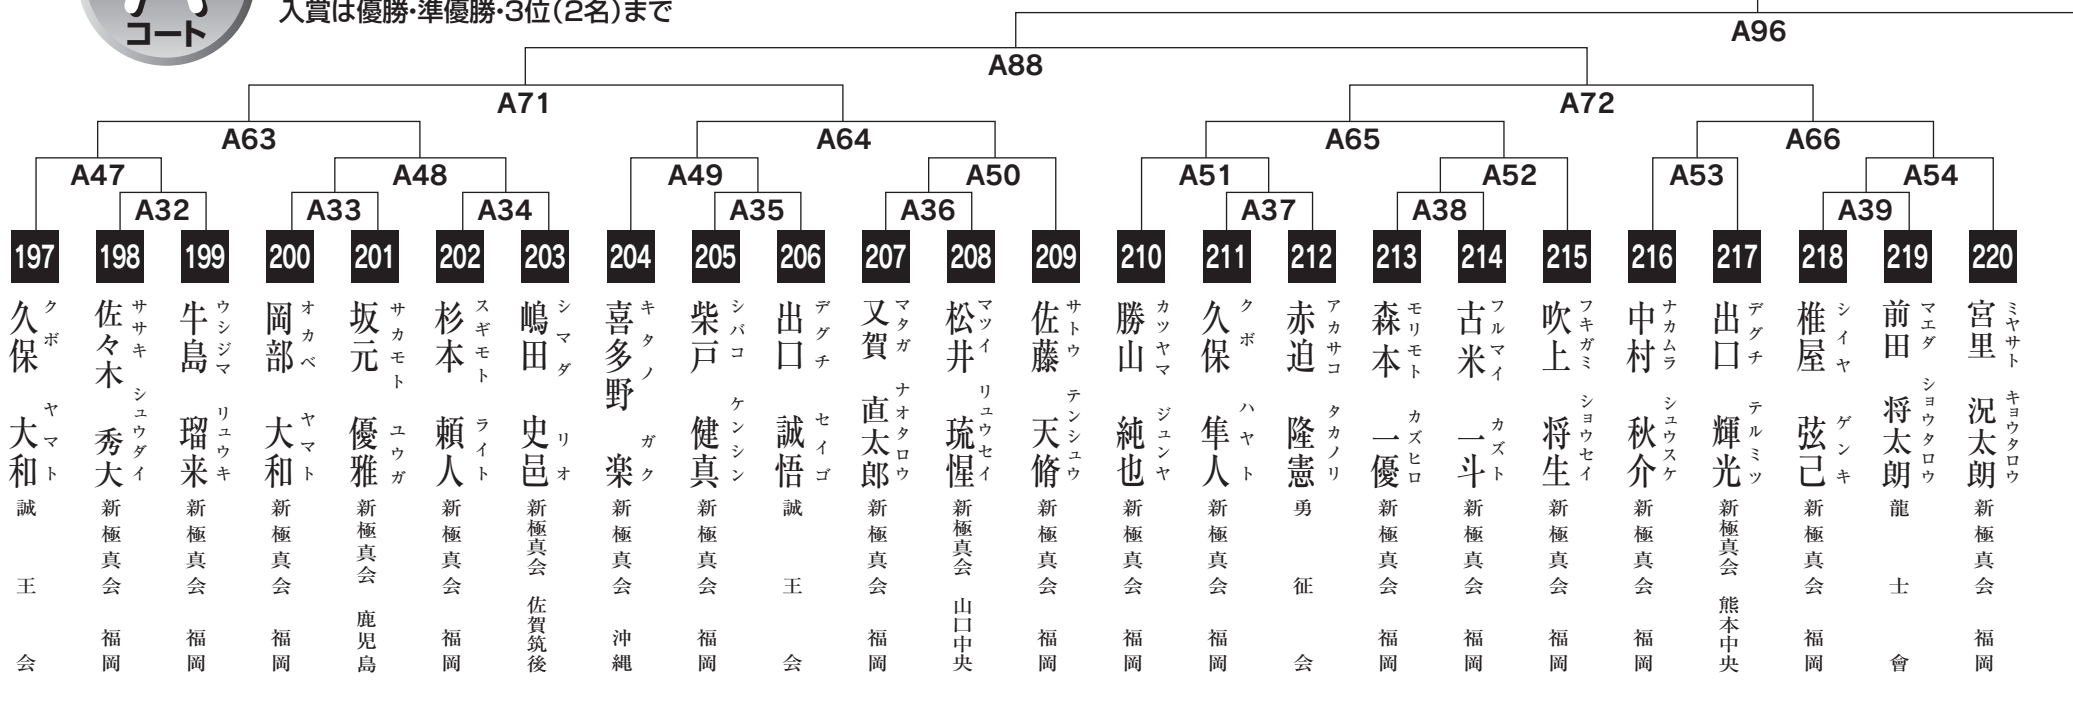 コート
入賞は優勝・準優勝・3位（2名）まで
A96
A88
A71 A72
A63 A64 A65 A66
A47 A48 A49 A50 A51 A52 A53 A54
A32 A33 A34 A35 A36 A37 A38 A39
197 久保 大和 クボ ヤマト 誠王会
198 佐々木 秀大 ササキ シュウダイ 新極真会 福岡
199 牛島 瑠来 ウシジマ リュウキ 新極真会 福岡
200 岡部 大和 オカベ ヤマト 新極真会 福岡
201 坂元 優雅 サカモト ユウガ 新極真会 鹿児島
202 杉本 頼人 スギモト ライト 新極真会 福岡
203 嶋田 史邑 シマダ リオ 新極真会 佐賀筑後
204 喜多野 楽 キタノ ガク 新極真会 沖縄
205 柴戸 健真 シバコ ケンシン 新極真会 福岡
206 出口 誠悟 デグチ セイゴ 誠王会
207 又賀 直太郎 マタガ ナオタロウ 新極真会 福岡
208 松井 琉惺 マツイ リュウセイ 新極真会 山口中央
209 佐藤 天脩 サトウ テンシュウ 新極真会 福岡
210 勝山 純也 カツヤマ ジュンヤ 新極真会 福岡
211 久保 隼人 クボ ハヤト 新極真会 福岡
212 赤迫 隆憲 アカサコ タカノリ 勇征会
213 森本 一優 モリモト カズヒロ 新極真会 福岡
214 古米 一斗 フルマイ カズト 新極真会 福岡
215 吹上 将生 フキガミ ショウセイ 新極真会 福岡
216 中村 秋介 ナカムラ シュウスケ 新極真会 福岡
217 出口 輝光 デグチ テルミツ 新極真会 熊本中央
218 椎屋 弦己 シイヤ ゲンキ 新極真会 福岡
219 前田 将太朗 マエダ ショウタロウ 龍士會
220 宮里 況太朗 ミヤサト キョウタロウ 新極真会 福岡